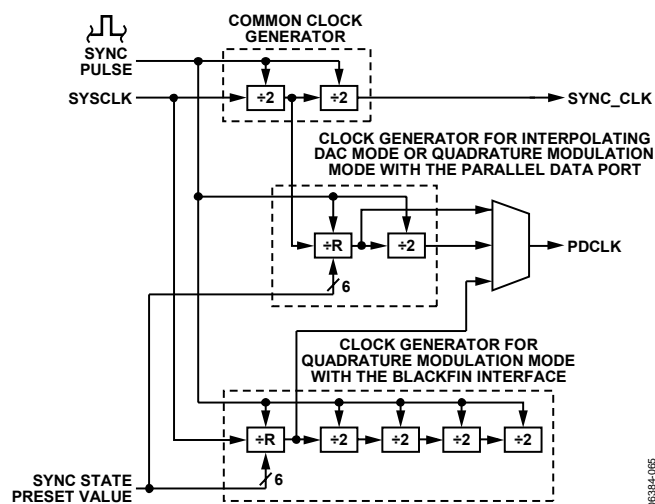 COMMON CLOCK
GENERATOR
SYNC
PULSE
SYSCLK
÷2
÷2
SYNC_CLK
CLOCK GENERATOR FOR INTERPOLATING
DAC MODE OR QUADRATURE MODULATION
MODE WITH THE PARALLEL DATA PORT
÷R
÷2
PDCLK
6
CLOCK GENERATOR FOR
QUADRATURE MODULATION MODE
WITH THE BLACKFIN INTERFACE
÷R
÷2
÷2
÷2
÷2
6
SYNC STATE
PRESET VALUE
06384-065